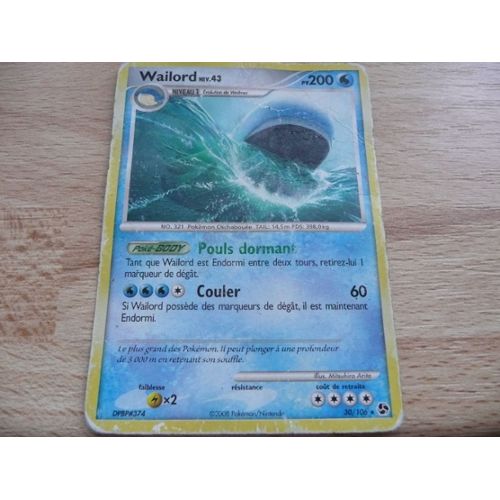 Wailord NIV.43 PV200
NIVEAU 1 Évolution de Wailmer
NO. 321 Pokémon Cachabouée TAIL: 14,5m PDS: 398,0kg
Poké-BODY Pouls dormant
Tant que Wailord est Endormi entre deux tours, retirez-lui 1
marqueur de dégât.
Couler 60
Si Wailord possède des marqueurs de dégât, il est maintenant
Endormi.
Le plus grand des Pokémon. Il peut plonger à une profondeur
de 3 000 m en retenant son souffle.
Illus. Mitsuhiro Arita
faiblesse résistance coût de retraite
×2
DPBP#374 ©2008 Pokémon/Nintendo 30/106